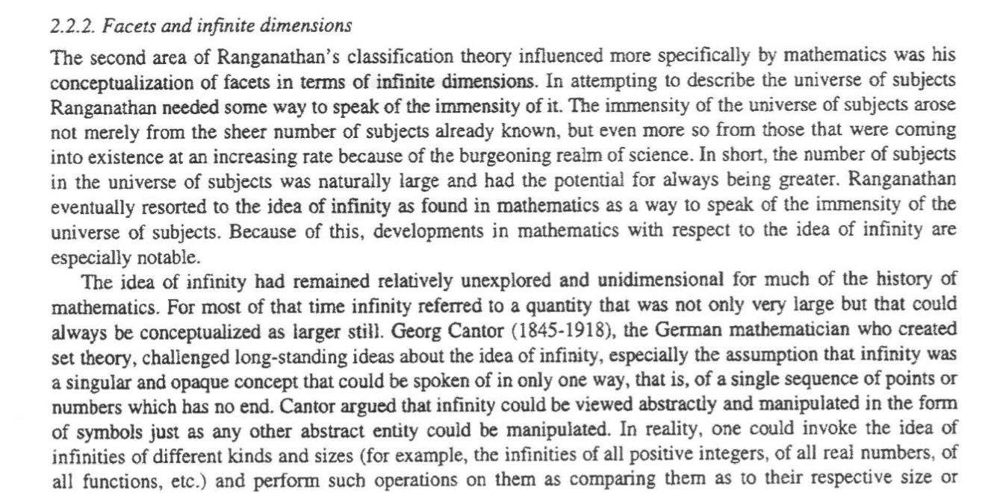 2.2.2. Facets and infinite dimensions
The second area of Ranganathan's classification theory influenced more specifically by mathematics was his
conceptualization of facets in terms of infinite dimensions. In attempting to describe the universe of subjects
Ranganathan needed some way to speak of the immensity of it. The immensity of the universe of subjects arose
not merely from the sheer number of subjects already known, but even more so from those that were coming
into existence at an increasing rate because of the burgeoning realm of science. In short, the number of subjects
in the universe of subjects was naturally large and had the potential for always being greater. Ranganathan
eventually resorted to the idea of infinity as found in mathematics as a way to speak of the immensity of the
universe of subjects. Because of this, developments in mathematics with respect to the idea of infinity are
especially notable.
The idea of infinity had remained relatively unexplored and unidimensional for much of the history of
mathematics. For most of that time infinity referred to a quantity that was not only very large but that could
always be conceptualized as larger still. Georg Cantor (1845-1918), the German mathematician who created
set theory, challenged long-standing ideas about the idea of infinity, especially the assumption that infinity was
a singular and opaque concept that could be spoken of in only one way, that is, of a single sequence of points or
numbers which has no end. Cantor argued that infinity could be viewed abstractly and manipulated in the form
of symbols just as any other abstract entity could be manipulated. In reality, one could invoke the idea of
infinities of different kinds and sizes (for example, the infinities of all positive integers, of all real numbers, of
all functions, etc.) and perform such operations on them as comparing them as to their respective size or